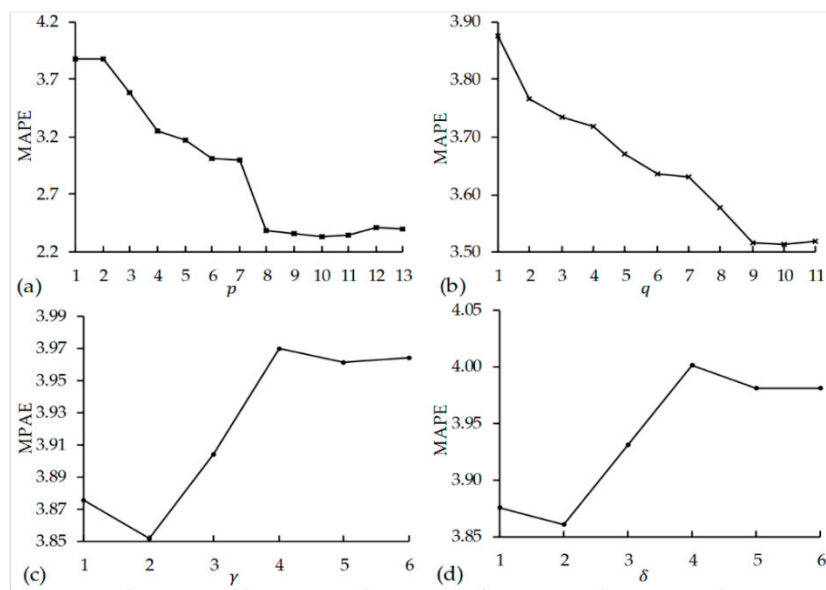 4.2
3.7
3.2
2.7
2.2
MAPE
1 2 3 4 5 6 7 8 9 10 11 12 13
(a)
p
3.90
3.80
3.70
3.60
3.50
MAPE
1 2 3 4 5 6 7 8 9 10 11
(b)
q
3.99
3.97
3.95
3.93
3.91
3.89
3.87
3.85
MPAE
1 2 3 4 5 6
(c)
γ
4.05
4.00
3.95
3.90
3.85
MAPE
1 2 3 4 5 6
(d)
δ